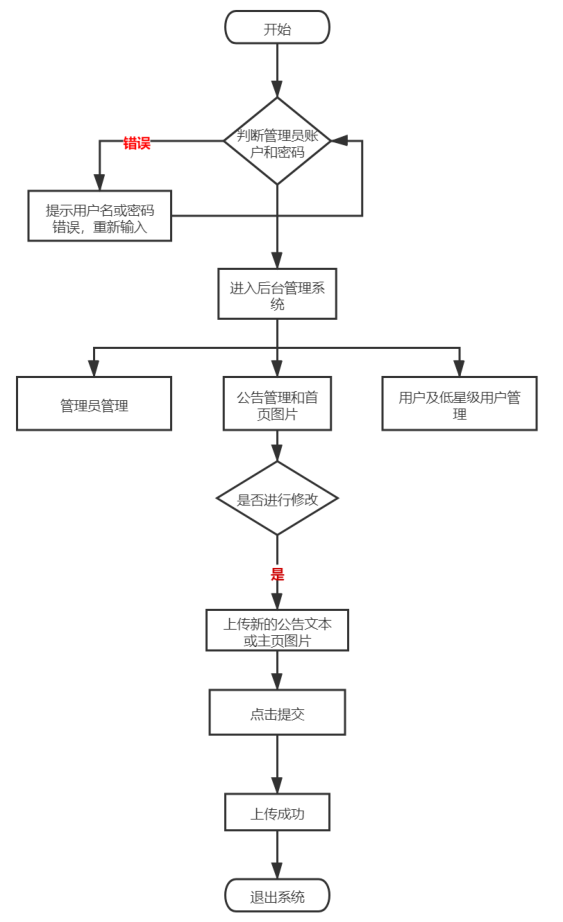 开始
判断管理员账
户和密码
错误
提示用户名或密码
错误，重新输入
进入后台管理系
统
管理员管理
公告管理和首
页图片
用户及低星级用户管
理
是否进行修改
是
上传新的公告文本
或主页图片
点击提交
上传成功
退出系统